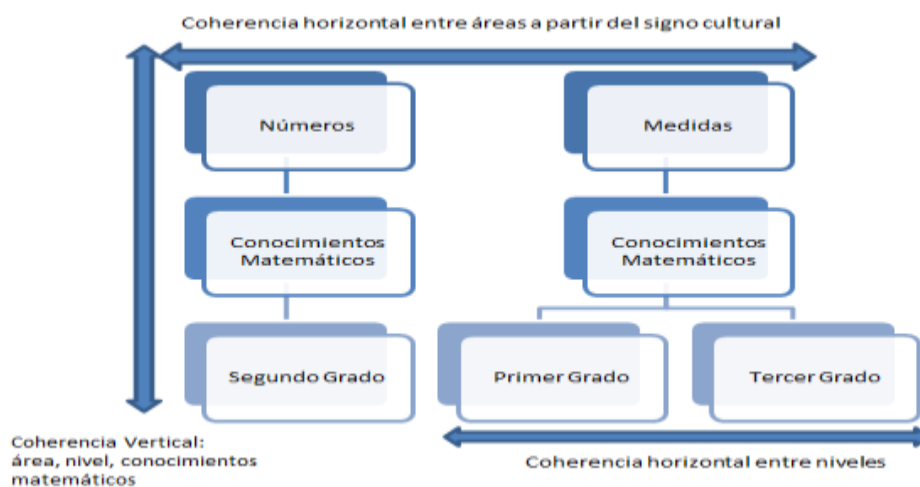 Coherencia horizontal entre áreas a partir del signo cultural
Números
Medidas
Conocimientos
Matemáticos
Conocimientos
Matemáticos
Segundo Grado
Primer Grado
Tercer Grado
Coherencia Vertical:
área, nivel, conocimientos
matemáticos
Coherencia horizontal entre niveles